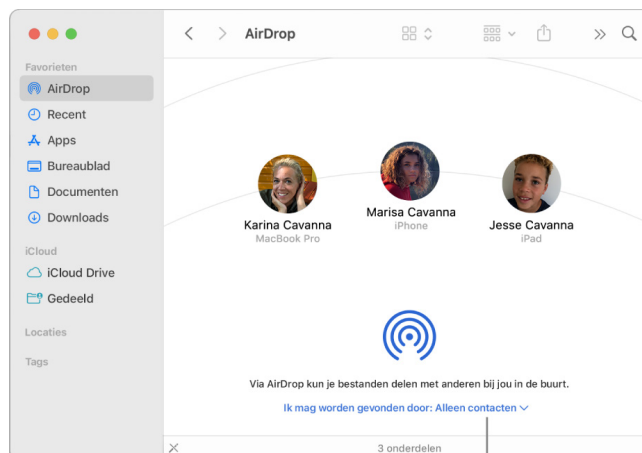 AirDrop
Favorieten
AirDrop
Recent
Apps
Bureaublad
Documenten
Downloads
iCloud
iCloud Drive
Gedeeld
Locaties
Tags
Karina Cavanna
MacBook Pro
Marisa Cavanna
iPhone
Jesse Cavanna
iPad
Via AirDrop kun je bestanden delen met anderen bij jou in de buurt.
Ik mag worden gevonden door: Alleen contacten
3 onderdelen